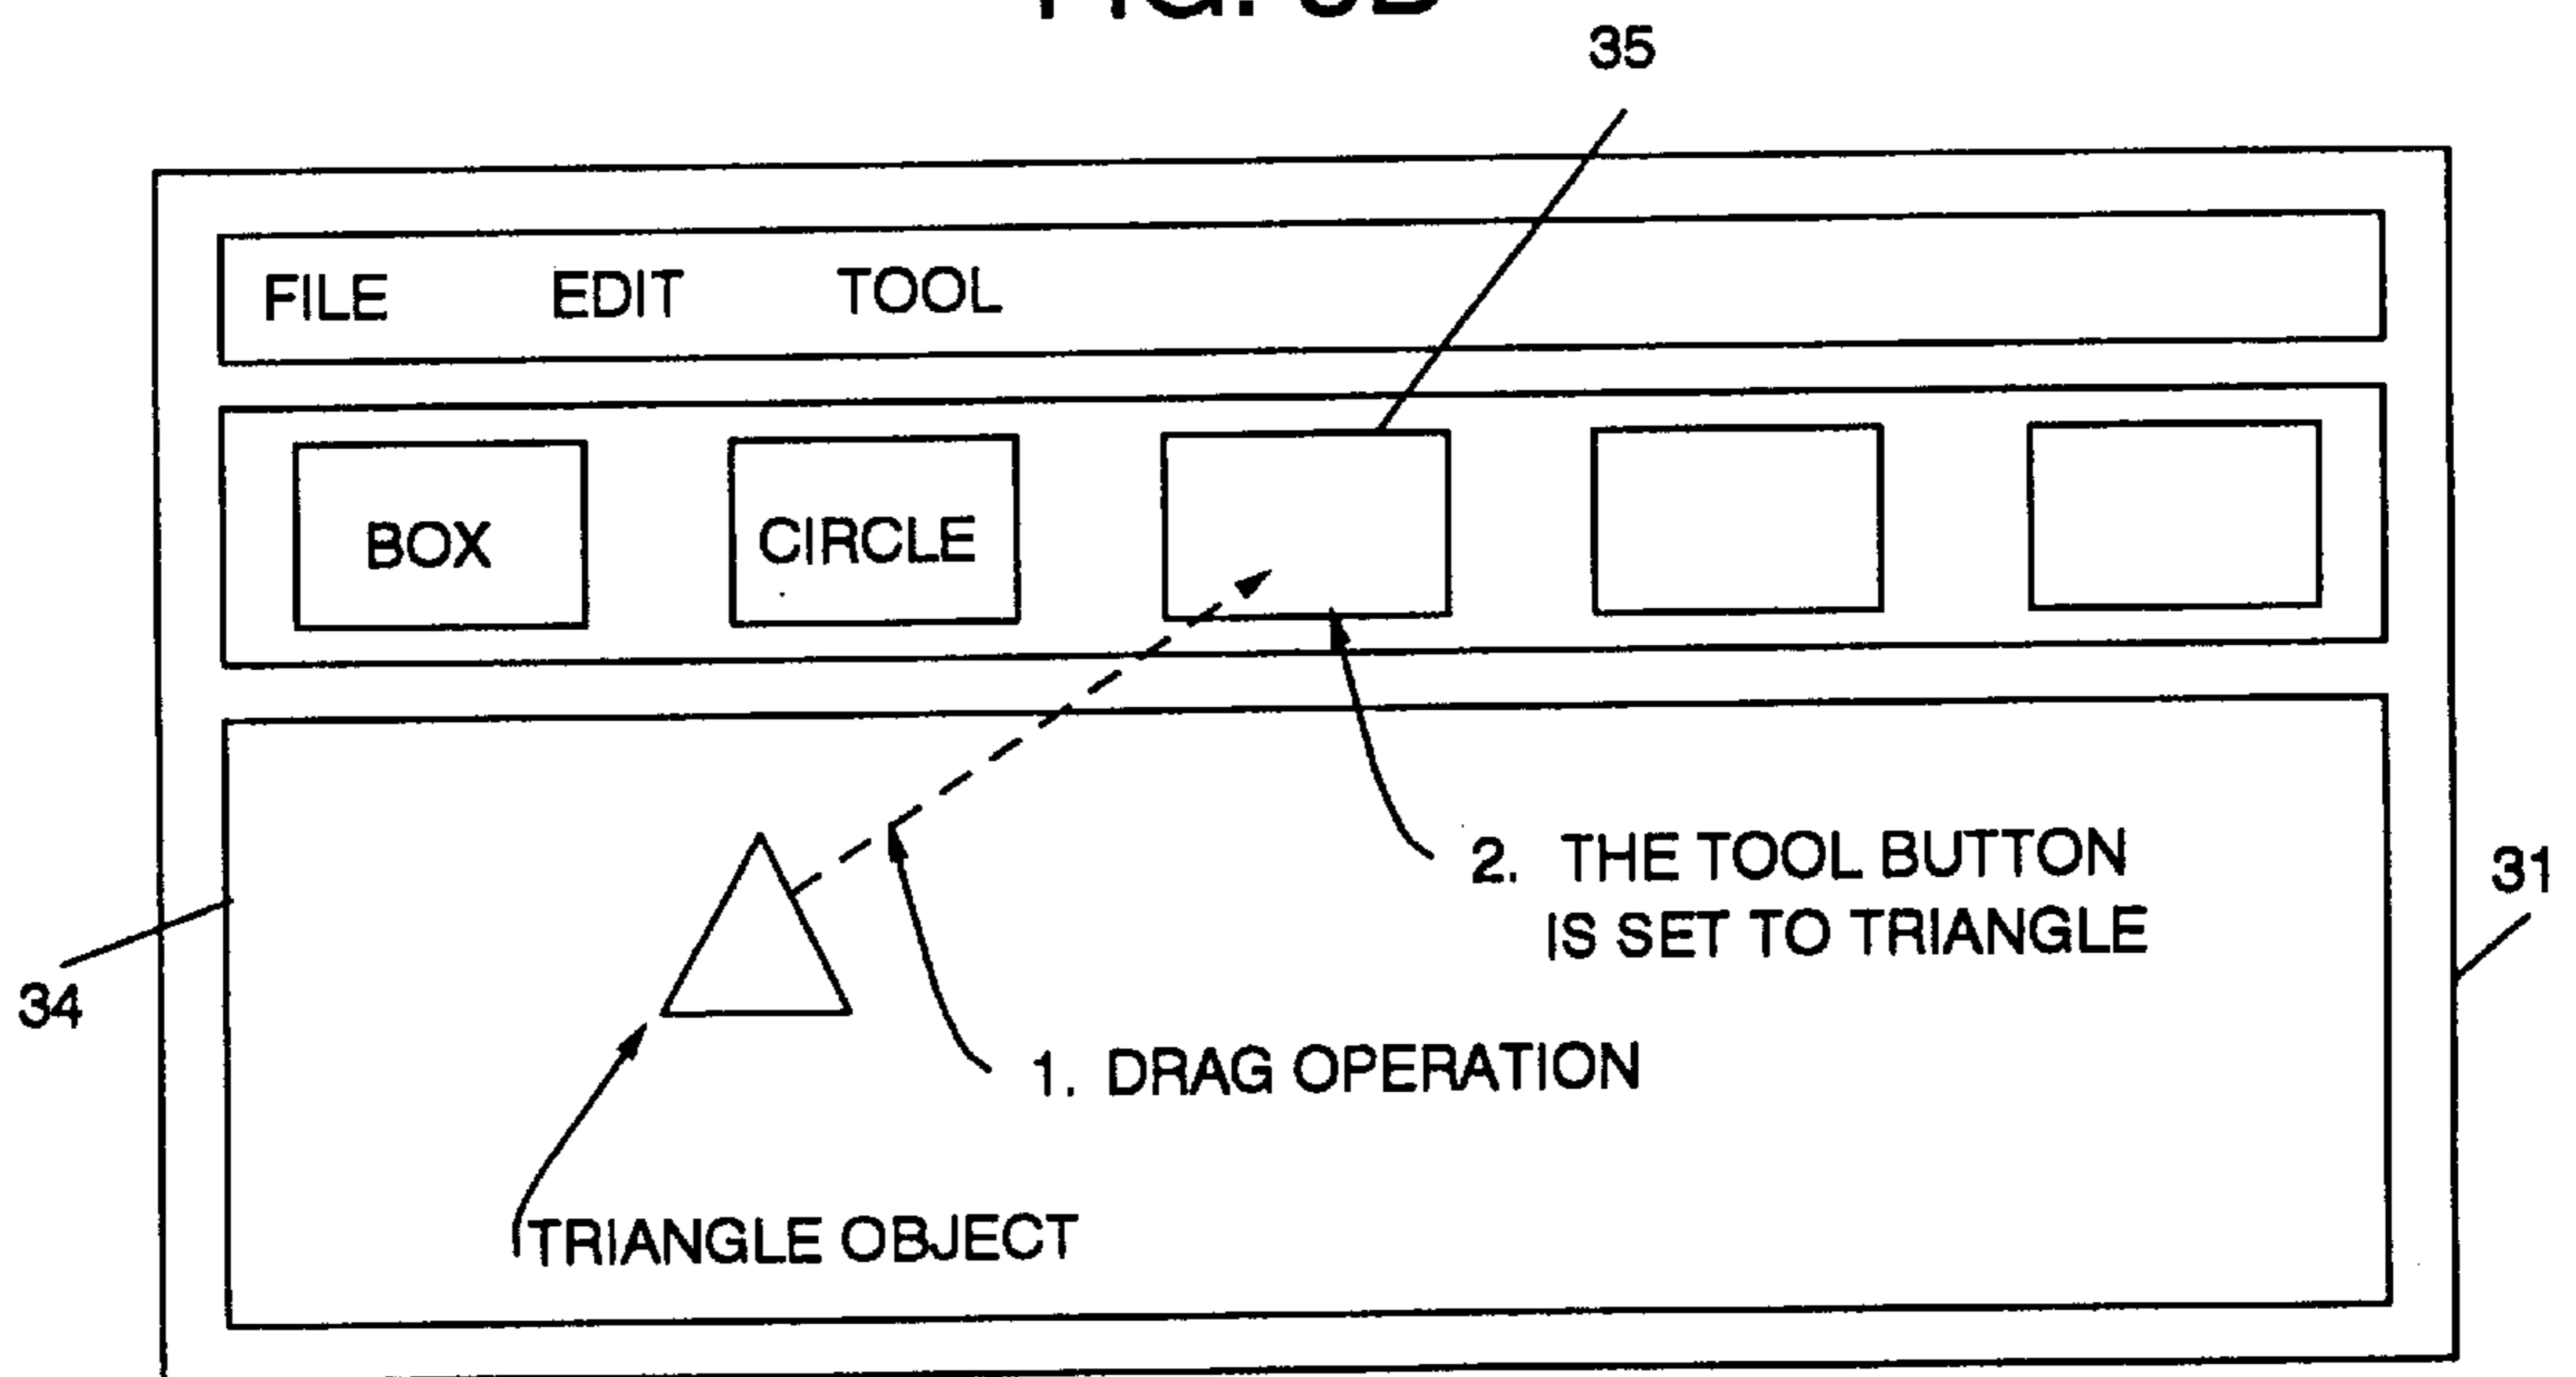 35
FILE EDIT TOOL
BOX CIRCLE
2. THE TOOL BUTTON
IS SET TO TRIANGLE
31
34
1. DRAG OPERATION
TRIANGLE OBJECT